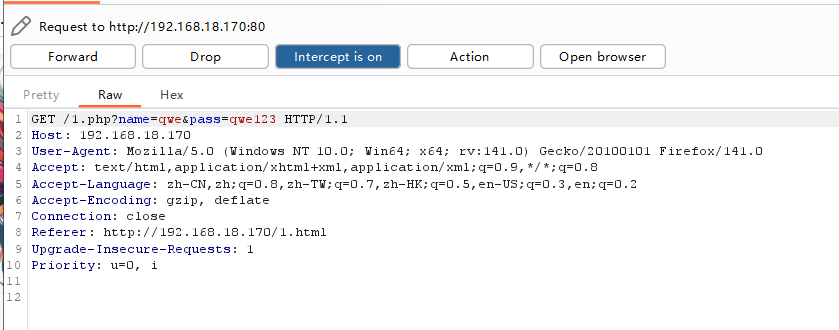 Request to http://192.168.18.170:80
Forward Drop Intercept is on Action Open browser
Pretty Raw Hex
1 GET /1.php?name=qwe&pass=qwe123 HTTP/1.1
2 Host: 192.168.18.170
3 User-Agent: Mozilla/5.0 (Windows NT 10.0; Win64; x64; rv:141.0) Gecko/20100101 Firefox/141.0
4 Accept: text/html,application/xhtml+xml,application/xml;q=0.9,*/*;q=0.8
5 Accept-Language: zh-CN,zh;q=0.8,zh-TW;q=0.7,zh-HK;q=0.5,en-US;q=0.3,en;q=0.2
6 Accept-Encoding: gzip, deflate
7 Connection: close
8 Referer: http://192.168.18.170/1.html
9 Upgrade-Insecure-Requests: 1
10 Priority: u=0, i
11
12